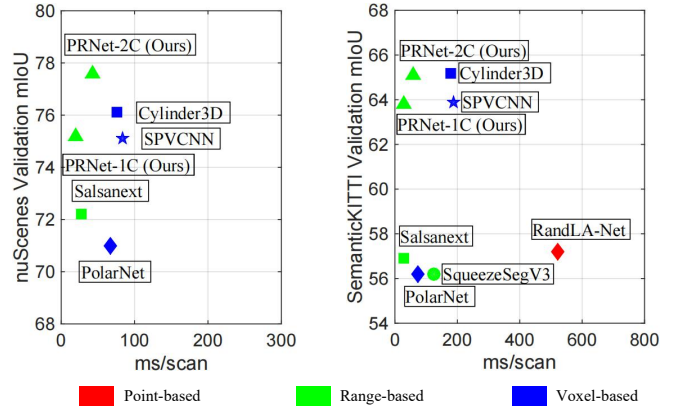 nuScenes Validation mIoU
78
76
74
72
70
68
PRNet-2C (Ours)
Cylinder3D
SPVCNN
PRNet-1C (Ours)
Salsanext
PolarNet
0 100 200 300
ms/scan
SemanticKITTI Validation mIoU
68
66
64
62
60
58
56
54
PRNet-2C (Ours)
Cylinder3D
SPVCNN
PRNet-1C (Ours)
RandLA-Net
Salsanext
SqueezeSegV3
PolarNet
0 200 400 600 800
ms/scan
Point-based Range-based Voxel-based